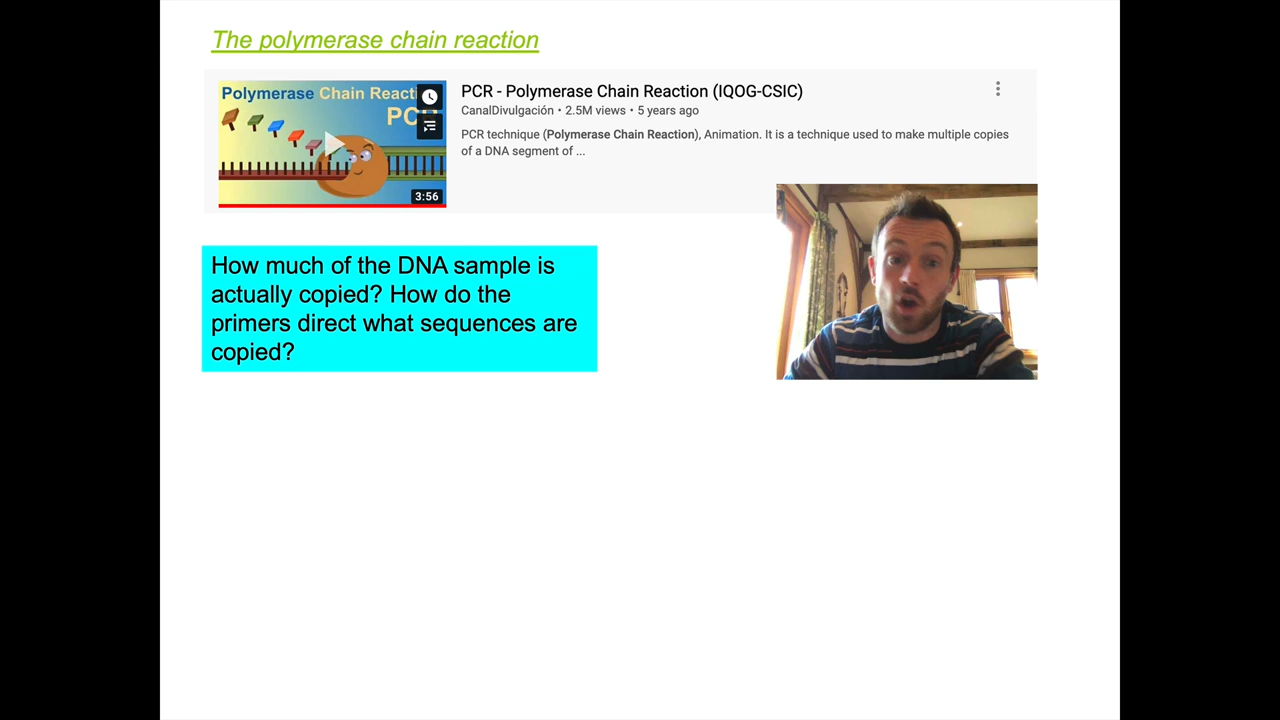 The polymerase chain reaction
Polymerase Chain Reacti
PC
3:56
PCR - Polymerase Chain Reaction (IQOG-CSIC)
CanalDivulgación • 2.5M views • 5 years ago
PCR technique (Polymerase Chain Reaction), Animation. It is a technique used to make multiple copies
of a DNA segment of ...
How much of the DNA sample is
actually copied? How do the
primers direct what sequences are
copied?